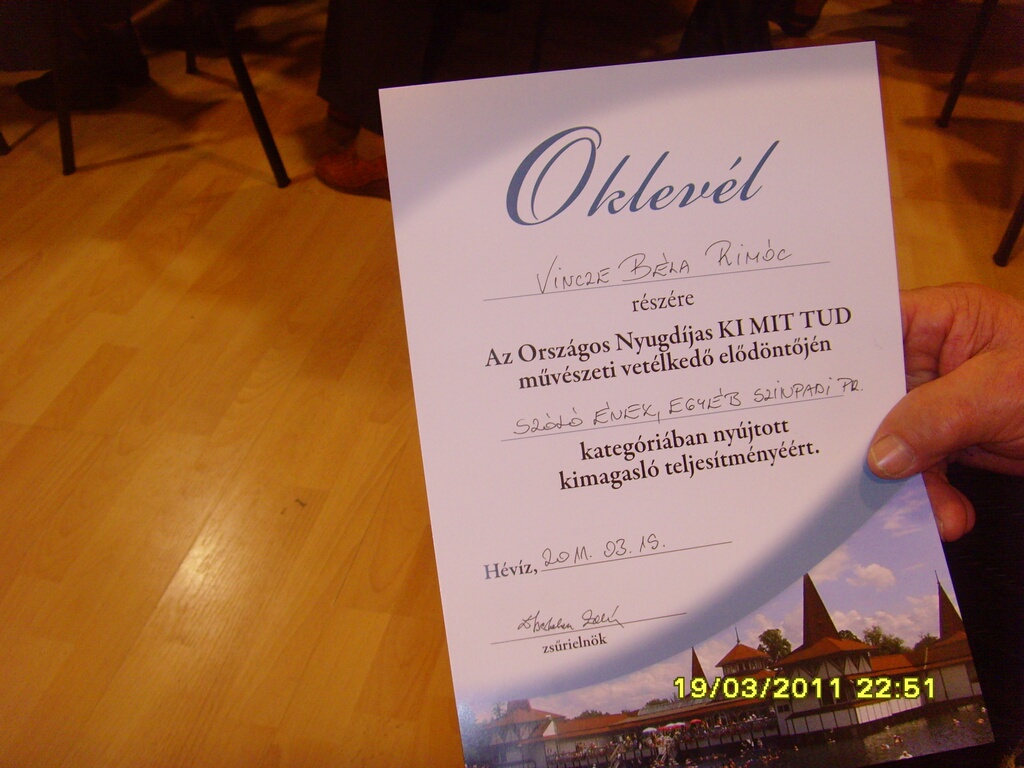 Oklevél
VINCZE BÉLA RIMÓC
részére
Az Országos Nyugdíjas KI MIT TUD
művészeti vetélkedő elődöntőjén
SZÓLÓ ÉNEK, EGYÉB SZINPADI PR.
kategóriában nyújtott
kimagasló teljesítményéért.
Hévíz, 2011. 03. 19.
zsűrielnök
19/03/2011 22:51